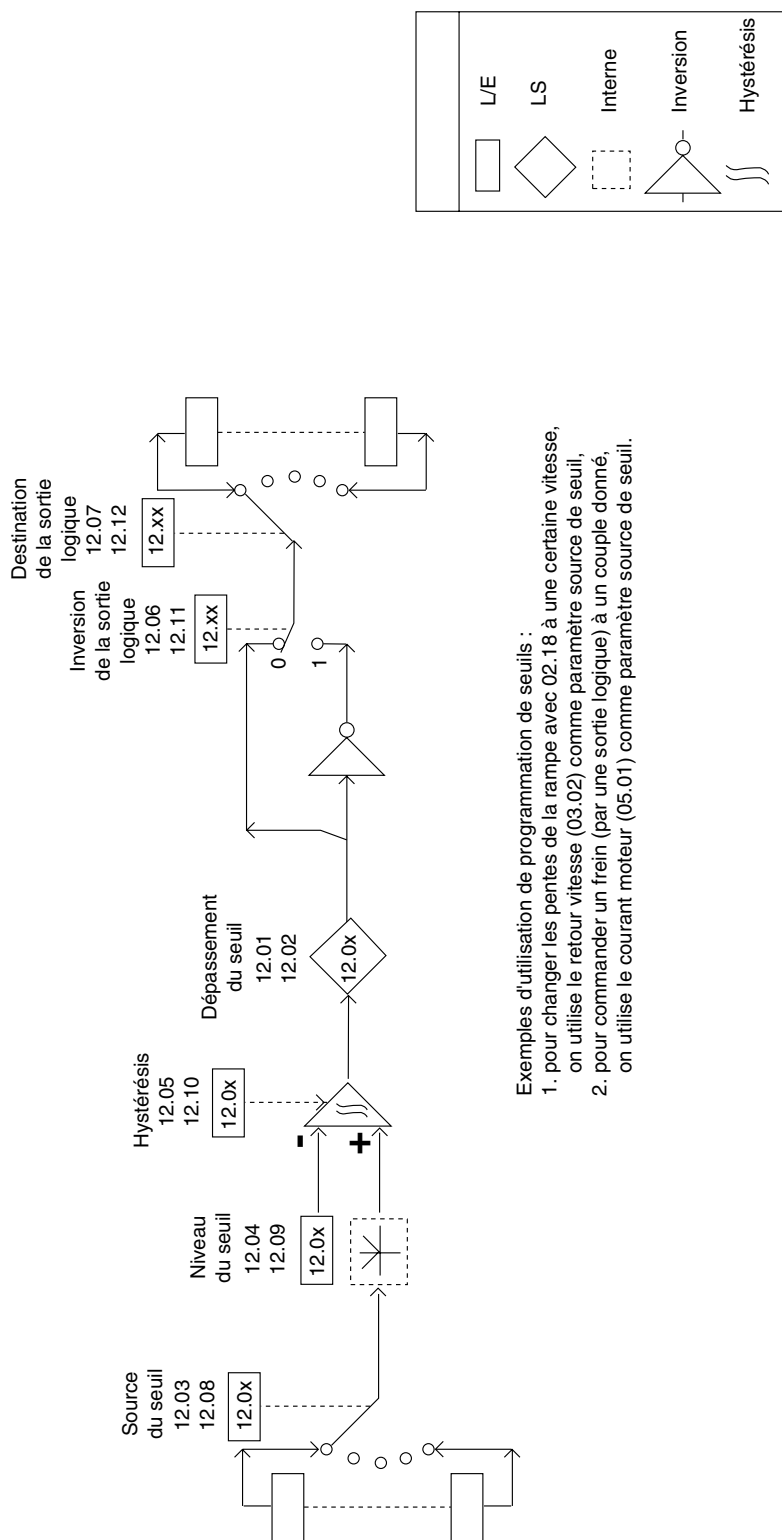 Source
du seuil
12.03
12.08
12.0x
Niveau
du seuil
12.04
12.09
12.0x
-
+
Hystérésis
12.05
12.10
12.0x
Dépassement
du seuil
12.01
12.02
12.0x
Inversion
de la sortie
logique
12.06
12.11
12.xx
0
1
Destination
de la sortie
logique
12.07
12.12
12.xx
Exemples d'utilisation de programmation de seuils :
1. pour changer les pentes de la rampe avec 02.18 à une certaine vitesse,
on utilise le retour vitesse (03.02) comme paramètre source de seuil,
2. pour commander un frein (par une sortie logique) à un couple donné,
on utilise le courant moteur (05.01) comme paramètre source de seuil.
L/E
LS
Interne
Inversion
Hystérésis